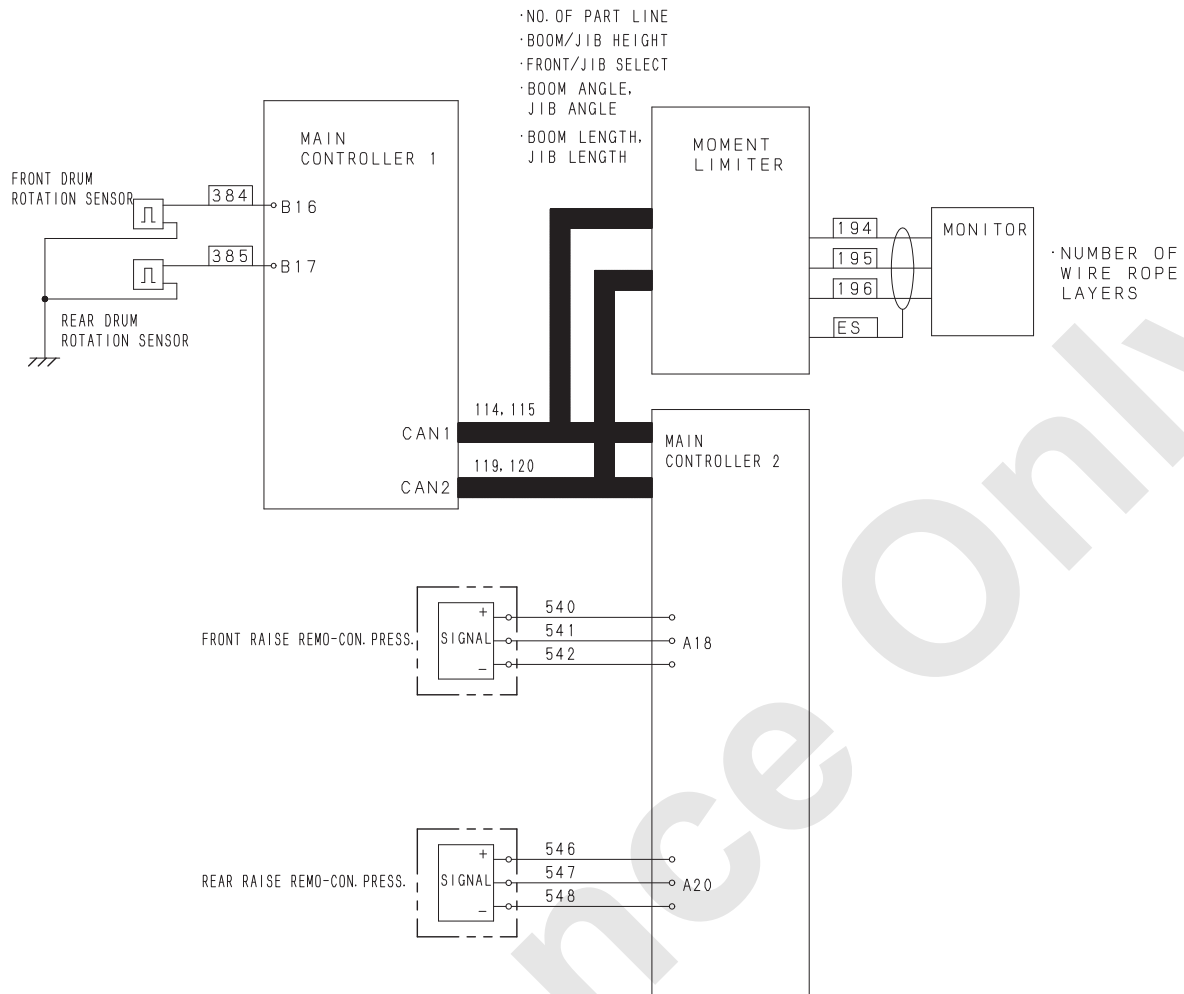 ·NO. OF PART LINE
·BOOM/JIB HEIGHT
·FRONT/JIB SELECT
·BOOM ANGLE,
JIB ANGLE
·BOOM LENGTH,
JIB LENGTH
MAIN
CONTROLLER 1
MOMENT
LIMITER
FRONT DRUM
ROTATION SENSOR
384
B16
385
B17
REAR DRUM
ROTATION SENSOR
194
195
196
ES
MONITOR
·NUMBER OF
WIRE ROPE
LAYERS
CAN1
114, 115
CAN2
119, 120
MAIN
CONTROLLER 2
FRONT RAISE REMO-CON. PRESS.
+
SIGNAL
−
540
541
542
A18
REAR RAISE REMO-CON. PRESS.
+
SIGNAL
−
546
547
548
A20
nce Only